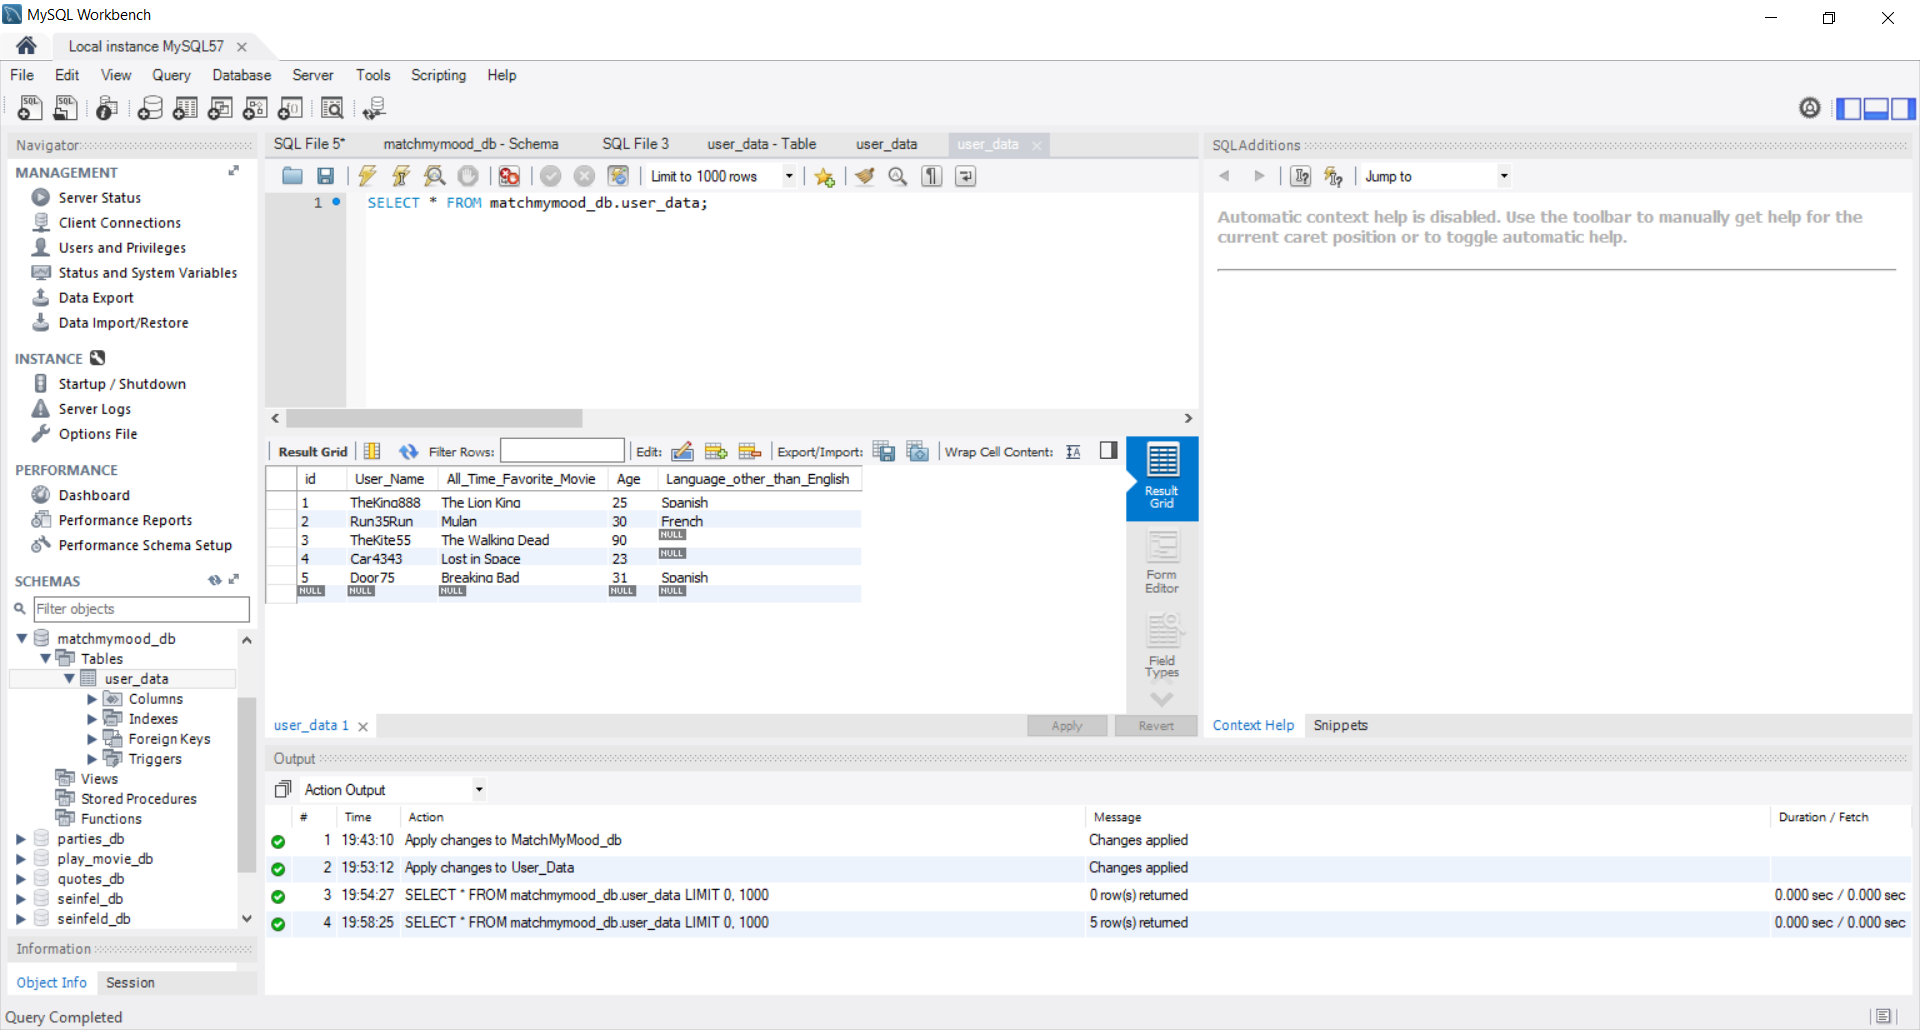 MySQL Workbench
Local instance MySQL57
File Edit View Query Database Server Tools Scripting Help
Navigator
MANAGEMENT
Server Status
Client Connections
Users and Privileges
Status and System Variables
Data Export
Data Import/Restore
INSTANCE
Startup / Shutdown
Server Logs
Options File
PERFORMANCE
Dashboard
Performance Reports
Performance Schema Setup
SCHEMAS
Filter objects
matchmymood_db
Tables
user_data
Columns
Indexes
Foreign Keys
Triggers
Views
Stored Procedures
Functions
parties_db
play_movie_db
quotes_db
seinfel_db
seinfeld_db
Information
Object Info Session
Query Completed
SQL File 5* matchmymood_db - Schema SQL File 3 user_data - Table user_data user_data
Limit to 1000 rows
1 SELECT * FROM matchmymood_db.user_data;
Result Grid Filter Rows: Edit: Export/Import: Wrap Cell Content:
id User_Name All_Time_Favorite_Movie Age Language_other_than_English
1 TheKing888 The Lion King 25 Spanish
2 Run35Run Mulan 30 French
3 TheKite55 The Walking Dead 90 NULL
4 Car4343 Lost in Space 23 NULL
5 Door75 Breaking Bad 31 Spanish
NULL NULL NULL NULL NULL
Result
Grid
Form
Editor
Field
Types
user_data 1 Apply Revert
SQLAdditions
Jump to
Automatic context help is disabled. Use the toolbar to manually get help for the
current caret position or to toggle automatic help.
Context Help Snippets
Output
Action Output
# Time Action Message Duration / Fetch
1 19:43:10 Apply changes to MatchMyMood_db Changes applied
2 19:53:12 Apply changes to User_Data Changes applied
3 19:54:27 SELECT * FROM matchmymood_db.user_data LIMIT 0, 1000 0 row(s) returned 0.000 sec / 0.000 sec
4 19:58:25 SELECT * FROM matchmymood_db.user_data LIMIT 0, 1000 5 row(s) returned 0.000 sec / 0.000 sec